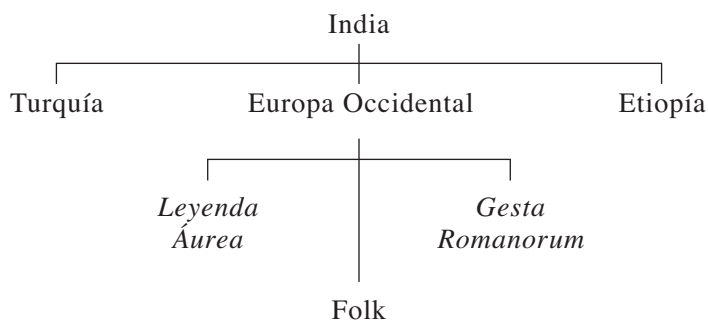 India
Turquía Europa Occidental Etiopía
Leyenda Gesta
Áurea Romanorum
Folk